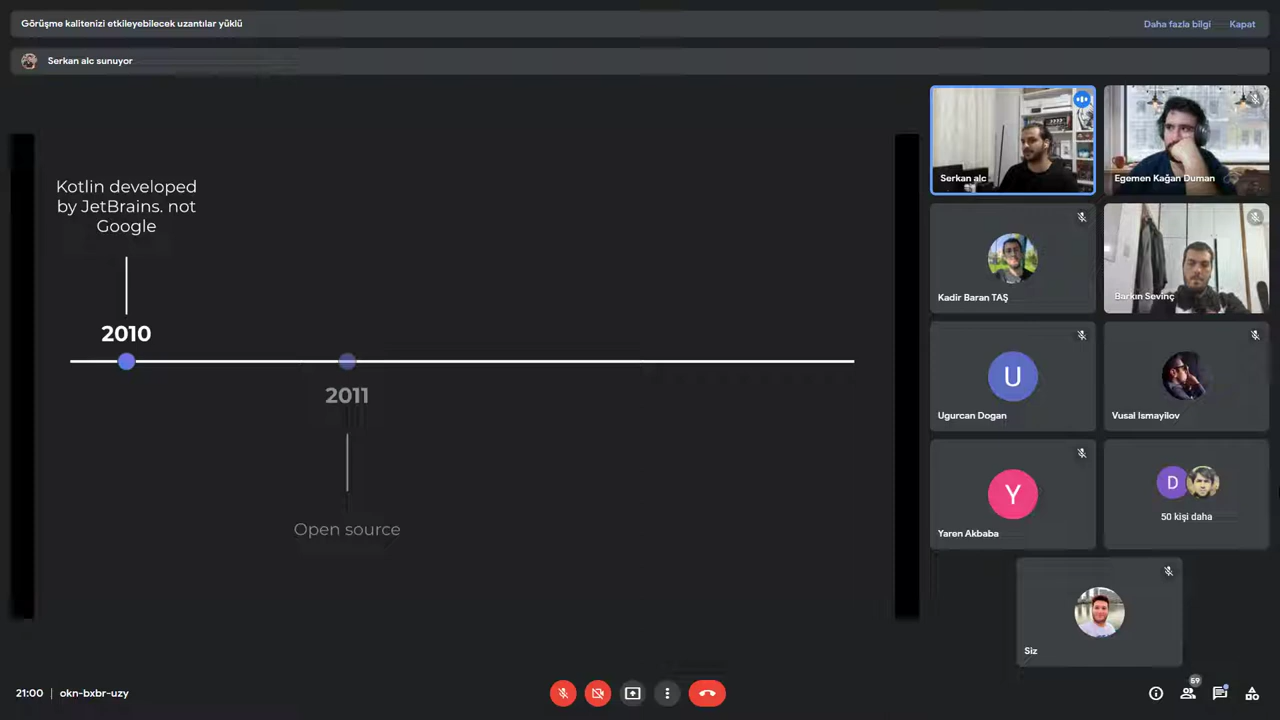 Görüşme kalitenizi etkileyebilecek uzantılar yüklü
Daha fazla bilgi
Kapat
Serkan alc sunuyor
Kotlin developed
by JetBrains. not
Google
2010
2011
Open source
Serkan alc
Egemen Kağan Duman
Kadir Baran TAŞ
Barkın Sevinç
U
Ugurcan Dogan
Vusal Ismayilov
Y
Yaren Akbaba
D
50 kişi daha
Siz
21:00 | okn-bxbr-uzy
59